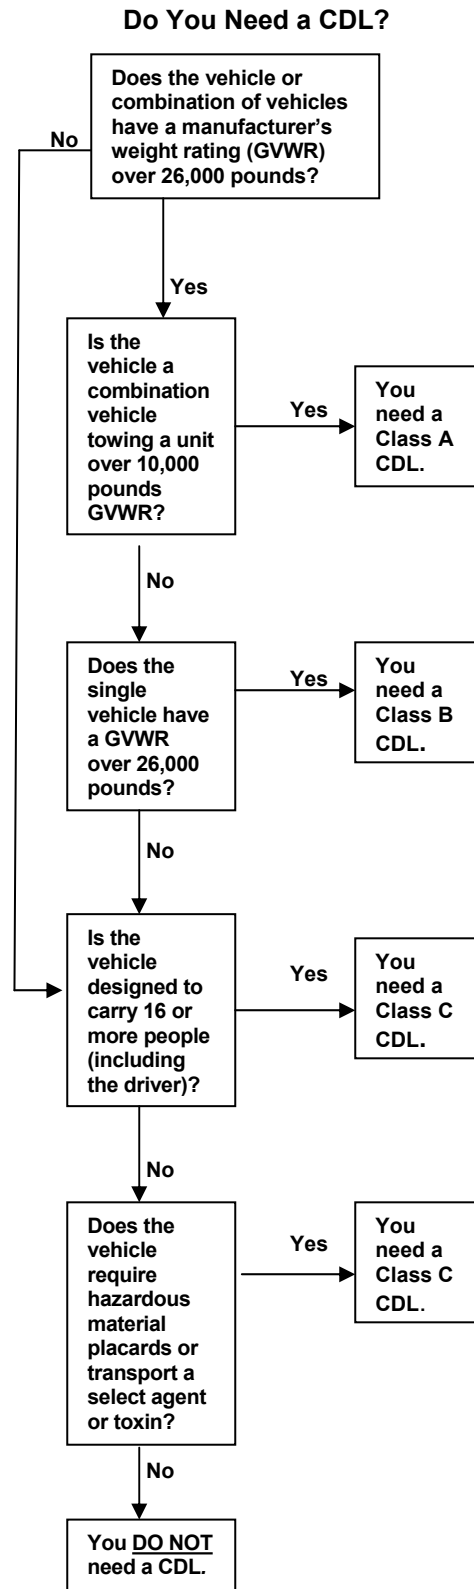 Do You Need a CDL?
Does the vehicle or
combination of vehicles
have a manufacturer's
weight rating (GVWR)
over 26,000 pounds?
No
Yes
Is the
vehicle a
combination
vehicle
towing a unit
over 10,000
pounds
GVWR?
Yes
You
need a
Class A
CDL.
No
Does the
single
vehicle have
a GVWR
over 26,000
pounds?
Yes
You
need a
Class B
CDL.
No
Is the
vehicle
designed to
carry 16 or
more people
(including
the driver)?
Yes
You
need a
Class C
CDL.
No
Does the
vehicle
require
hazardous
material
placards or
transport a
select agent
or toxin?
Yes
You
need a
Class C
CDL.
No
You DO NOT
need a CDL.